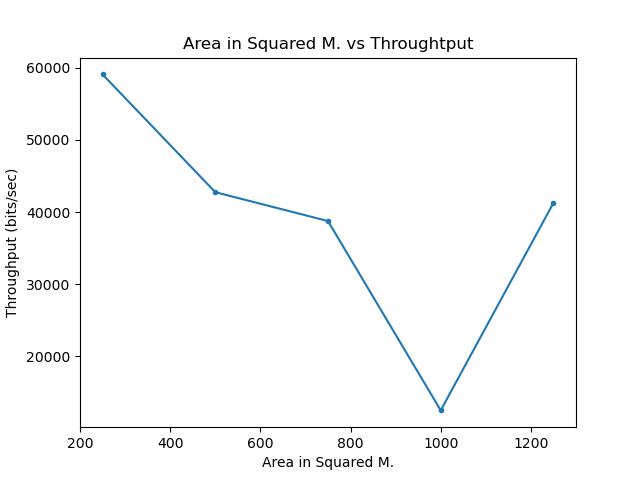 Area in Squared M. vs Throughtput
60000
50000
40000
30000
20000
Throughput (bits/sec)
200 400 600 800 1000 1200
Area in Squared M.